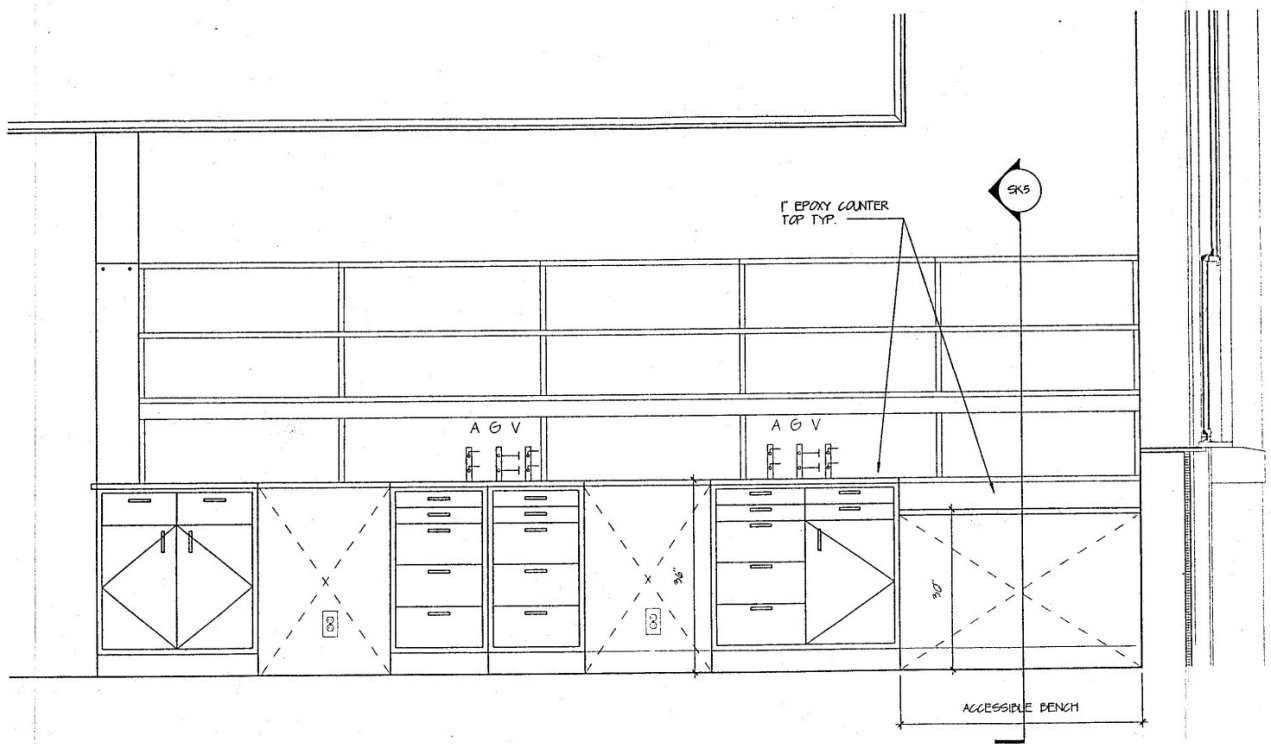 SK5
1" EPOXY COUNTER
TOP TYP.
A G V
A G V
36"
30"
ACCESSIBLE BENCH